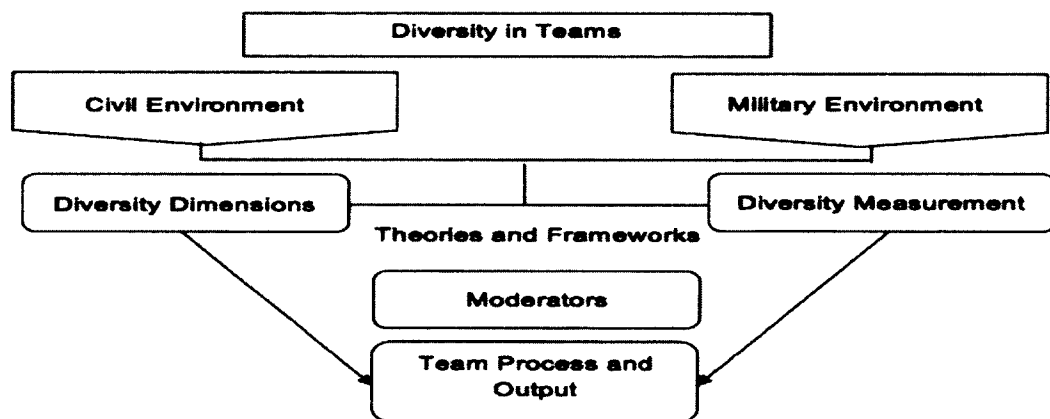 Diversity in Teams
Civil Environment
Military Environment
Diversity Dimensions
Diversity Measurement
Theories and Frameworks
Moderators
Team Process and
Output